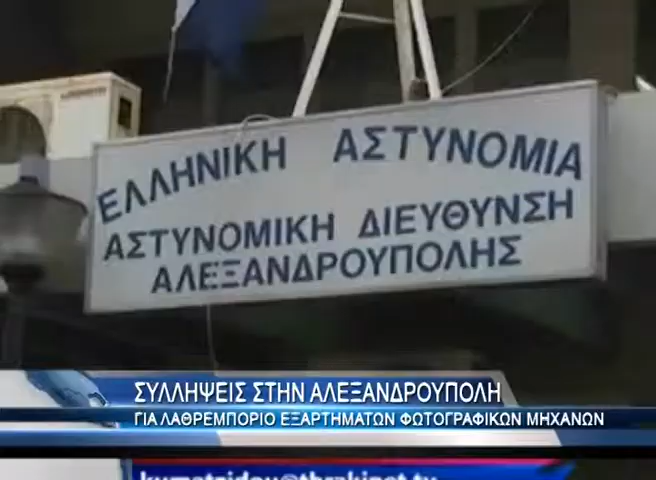 ΕΛΛΗΝΙΚΗ ΑΣΤΥΝΟΜΙΑ
ΑΣΤΥΝΟΜΙΚΗ ΔΙΕΥΘΥΝΣΗ
ΑΛΕΞΑΝΔΡΟΥΠΟΛΗΣ
ΣΥΛΛΗΨΕΙΣ ΣΤΗΝ ΑΛΕΞΑΝΔΡΟΥΠΟΛΗ
ΓΙΑ ΛΑΘΡΕΜΠΟΡΙΟ ΕΞΑΡΤΗΜΑΤΩΝ ΦΩΤΟΓΡΑΦΙΚΩΝ ΜΗΧΑΝΩΝ